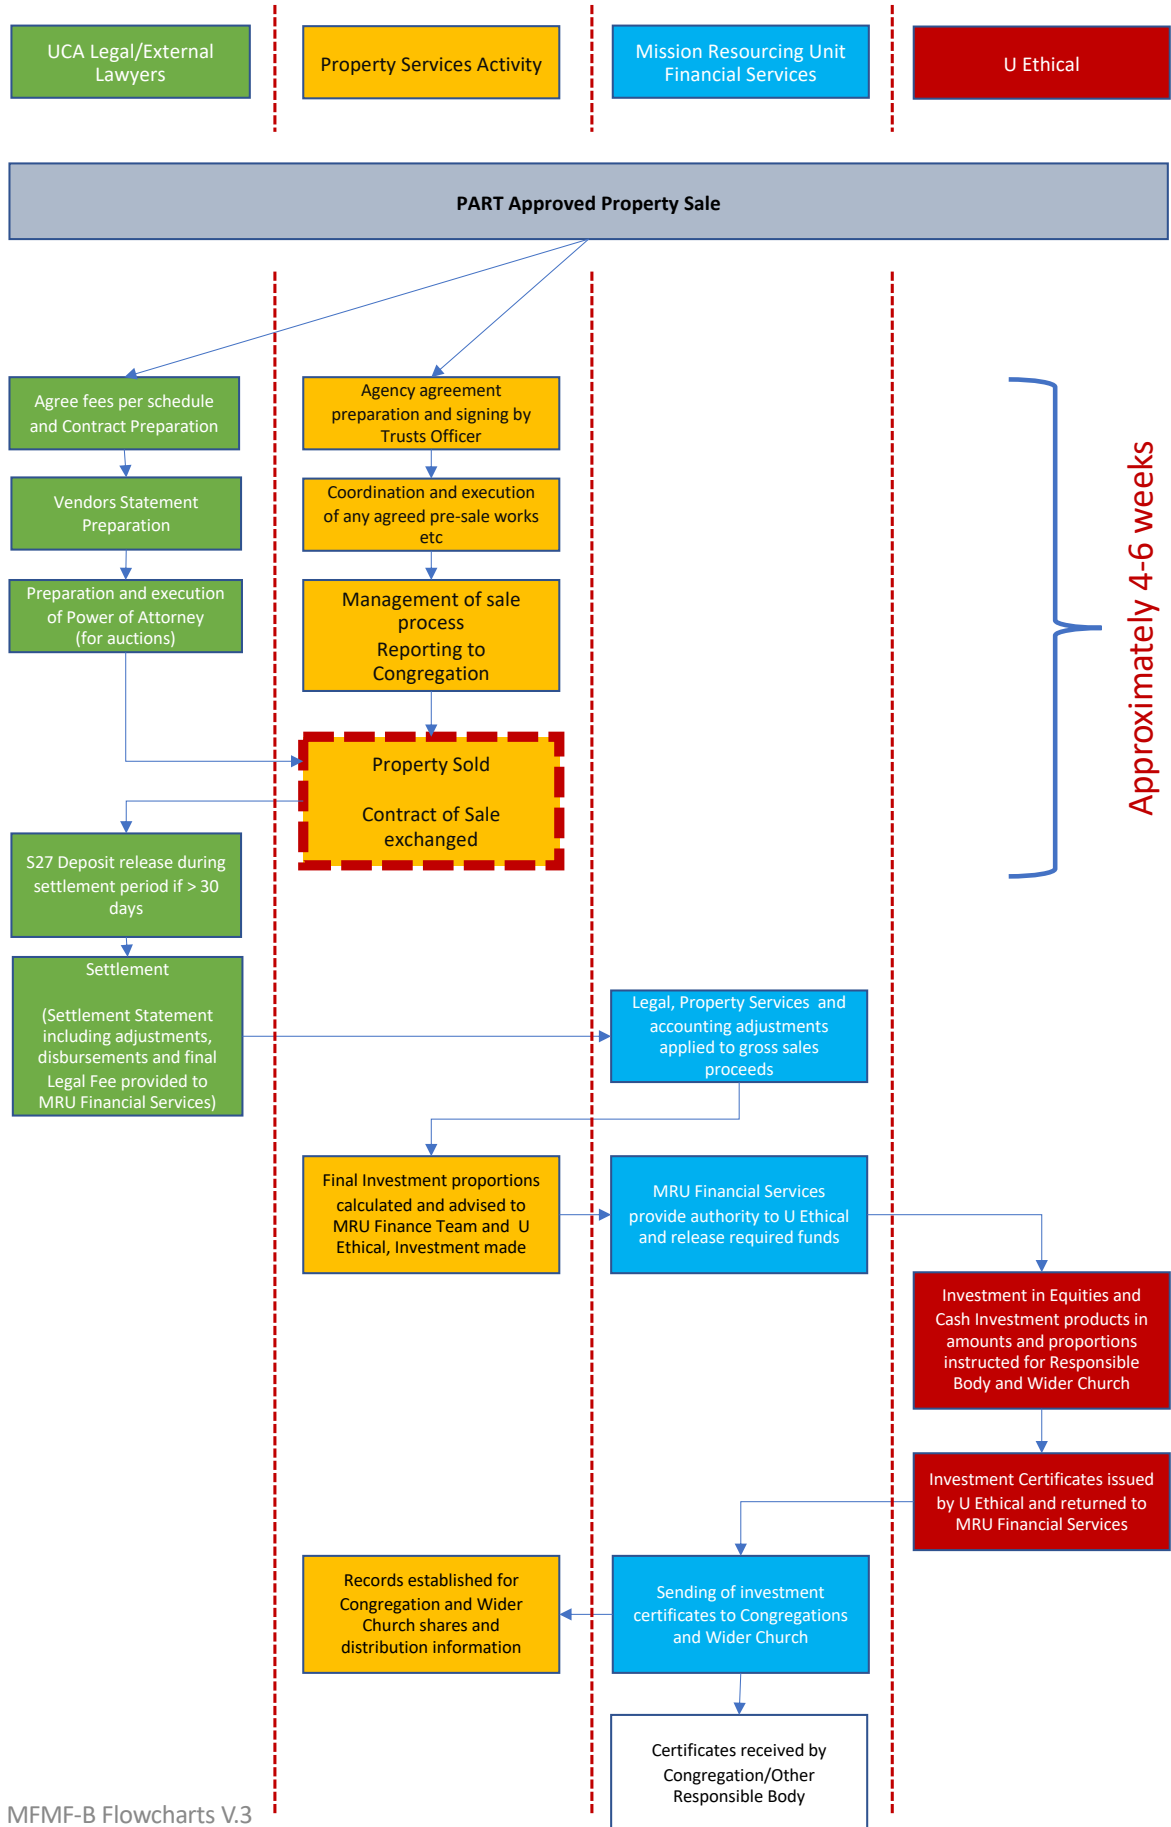 UCA Legal/External
Lawyers
Property Services Activity
Mission Resourcing Unit
Financial Services
U Ethical
PART Approved Property Sale
Agree fees per schedule
and Contract Preparation
Agency agreement
preparation and signing by
Trusts Officer
Vendors Statement
Preparation
Coordination and execution
of any agreed pre-sale works
etc
Preparation and execution
of Power of Attorney
(for auctions)
Management of sale
process
Reporting to
Congregation
Approximately 4-6 weeks
Property Sold
Contract of Sale
exchanged
S27 Deposit release during
settlement period if > 30
days
Settlement
(Settlement Statement
including adjustments,
disbursements and final
Legal Fee provided to
MRU Financial Services)
Legal, Property Services and
accounting adjustments
applied to gross sales
proceeds
Final Investment proportions
calculated and advised to
MRU Finance Team and U
Ethical, Investment made
MRU Financial Services
provide authority to U Ethical
and release required funds
Investment in Equities and
Cash Investment products in
amounts and proportions
instructed for Responsible
Body and Wider Church
Investment Certificates issued
by U Ethical and returned to
MRU Financial Services
Records established for
Congregation and Wider
Church shares and
distribution information
Sending of investment
certificates to Congregations
and Wider Church
Certificates received by
Congregation/Other
Responsible Body
MFMF-B Flowcharts V.3